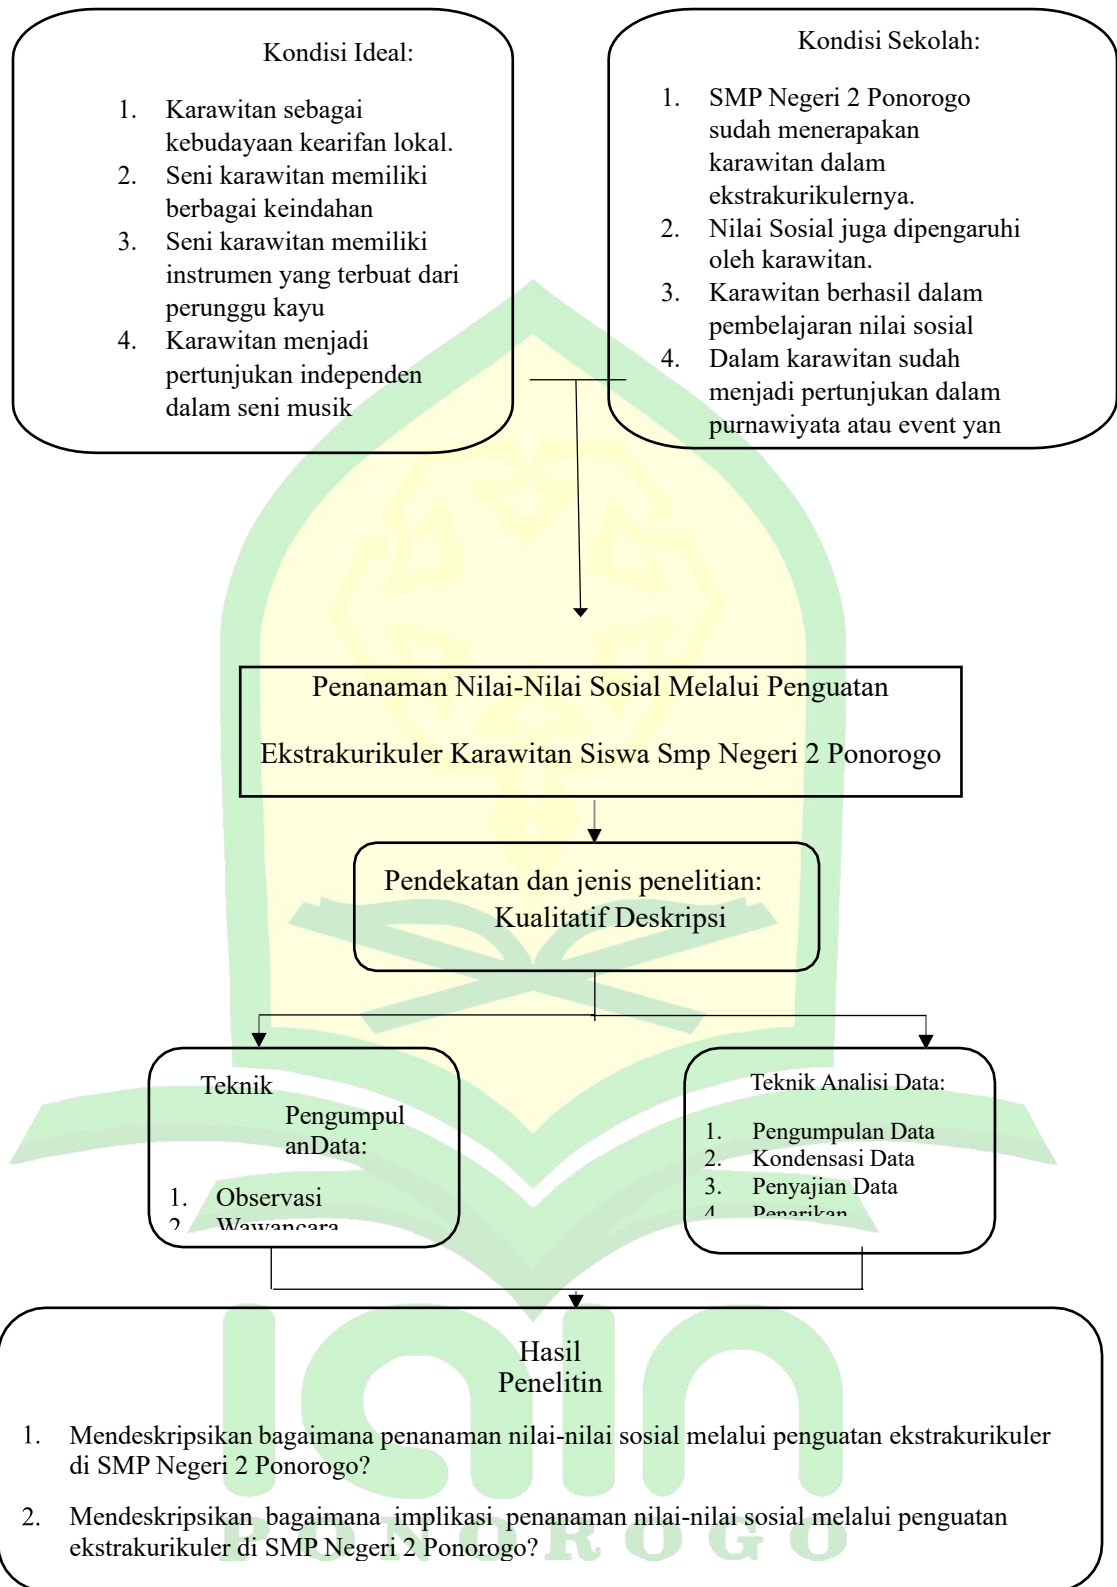 Kondisi Ideal:
1. Karawitan sebagai
kebudayaan kearifan lokal.
2. Seni karawitan memiliki
berbagai keindahan
3. Seni karawitan memiliki
instrumen yang terbuat dari
perunggu kayu
4. Karawitan menjadi
pertunjukan independen
dalam seni musik
Kondisi Sekolah:
1. SMP Negeri 2 Ponorogo
sudah menerapakan
karawitan dalam
ekstrakurikulernya.
2. Nilai Sosial juga dipengaruhi
oleh karawitan.
3. Karawitan berhasil dalam
pembelajaran nilai sosial
4. Dalam karawitan sudah
menjadi pertunjukan dalam
purnawiyata atau event yan
Penanaman Nilai-Nilai Sosial Melalui Penguatan
Ekstrakurikuler Karawitan Siswa Smp Negeri 2 Ponorogo
Pendekatan dan jenis penelitian:
Kualitatif Deskripsi
Teknik
Pengumpul
anData:
1. Observasi
2. Wawancara
Teknik Analisi Data:
1. Pengumpulan Data
2. Kondensasi Data
3. Penyajian Data
4. Penarikan
Hasil
Penelitin
1. Mendeskripsikan bagaimana penanaman nilai-nilai sosial melalui penguatan ekstrakurikuler
di SMP Negeri 2 Ponorogo?
2. Mendeskripsikan bagaimana implikasi penanaman nilai-nilai sosial melalui penguatan
ekstrakurikuler di SMP Negeri 2 Ponorogo?
iain
PONOROGO